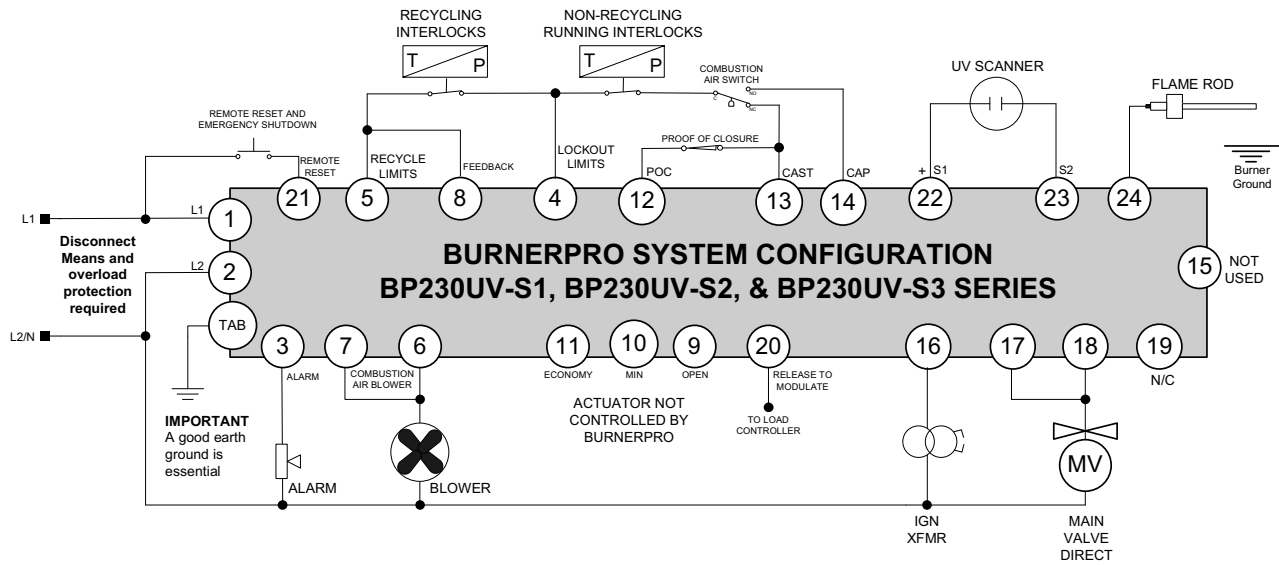 RECYCLING
INTERLOCKS
T P
NON-RECYCLING
RUNNING INTERLOCKS
T P
COMBUSTION
AIR SWITCH
C
NO
NC
UV SCANNER
FLAME ROD
REMOTE RESET AND
EMERGENCY SHUTDOWN
PROOF OF CLOSURE
REMOTE
RESET
RECYCLE
LIMITS
FEEDBACK
LOCKOUT
LIMITS
POC
CAST
CAP
+ S1
S2
Burner
Ground
21
5
8
4
12
13
14
22
23
24
L1
L1
1
Disconnect
Means and
overload
protection
required
L2
2
L2/N
TAB
BURNERPRO SYSTEM CONFIGURATION
BP230UV-S1, BP230UV-S2, & BP230UV-S3 SERIES
15
NOT
USED
3
7
6
11
10
9
20
16
17
18
19
ALARM
COMBUSTION
AIR BLOWER
ECONOMY
MIN
OPEN
RELEASE TO
MODULATE
N/C
IMPORTANT
A good earth
ground is
essential
ACTUATOR NOT
CONTROLLED BY
BURNERPRO
TO LOAD
CONTROLLER
MV
ALARM
BLOWER
IGN
XFMR
MAIN
VALVE
DIRECT